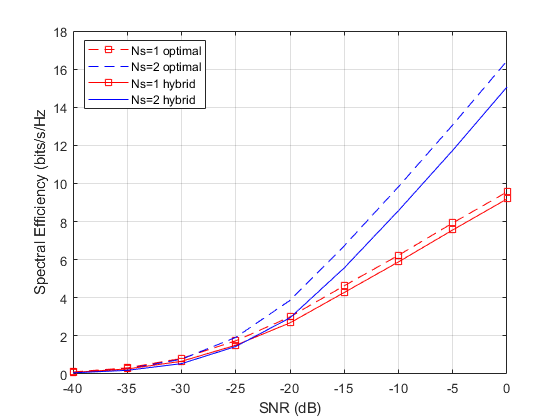 18
16
14
12
10
8
6
4
2
0
Spectral Efficiency (bits/s/Hz
Ns=1 optimal
Ns=2 optimal
Ns=1 hybrid
Ns=2 hybrid
-40 -35 -30 -25 -20 -15 -10 -5 0
SNR (dB)